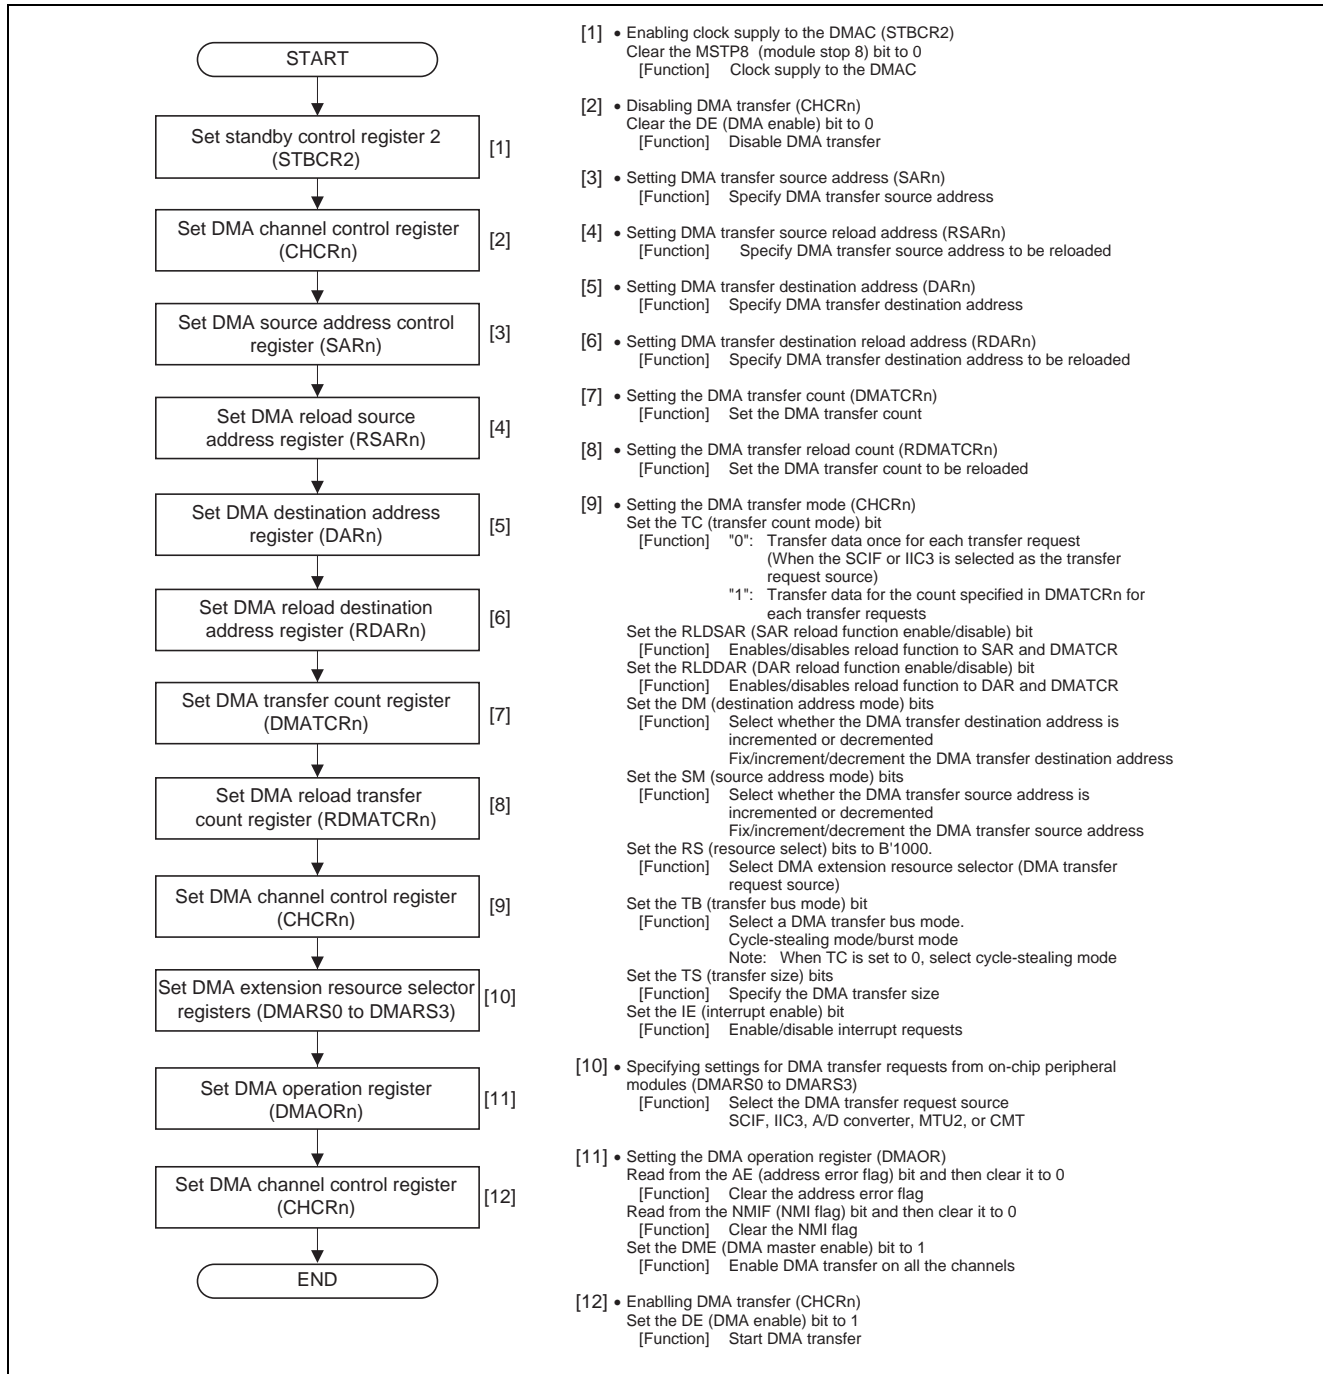 START
Set standby control register 2
(STBCR2)
[1]
Set DMA channel control register
(CHCRn)
[2]
Set DMA source address control
register (SARn)
[3]
Set DMA reload source
address register (RSARn)
[4]
Set DMA destination address
register (DARn)
[5]
Set DMA reload destination
address register (RDARn)
[6]
Set DMA transfer count register
(DMATCRn)
[7]
Set DMA reload transfer
count register (RDMATCRn)
[8]
Set DMA channel control register
(CHCRn)
[9]
Set DMA extension resource selector
registers (DMARS0 to DMARS3)
[10]
Set DMA operation register
(DMAORn)
[11]
Set DMA channel control register
(CHCRn)
[12]
END
[1] • Enabling clock supply to the DMAC (STBCR2)
Clear the MSTP8 (module stop 8) bit to 0
[Function] Clock supply to the DMAC
[2] • Disabling DMA transfer (CHCRn)
Clear the DE (DMA enable) bit to 0
[Function] Disable DMA transfer
[3] • Setting DMA transfer source address (SARn)
[Function] Specify DMA transfer source address
[4] • Setting DMA transfer source reload address (RSARn)
[Function] Specify DMA transfer source address to be reloaded
[5] • Setting DMA transfer destination address (DARn)
[Function] Specify DMA transfer destination address
[6] • Setting DMA transfer destination reload address (RDARn)
[Function] Specify DMA transfer destination address to be reloaded
[7] • Setting the DMA transfer count (DMATCRn)
[Function] Set the DMA transfer count
[8] • Setting the DMA transfer reload count (RDMATCRn)
[Function] Set the DMA transfer count to be reloaded
[9] • Setting the DMA transfer mode (CHCRn)
Set the TC (transfer count mode) bit
[Function] "0": Transfer data once for each transfer request
(When the SCIF or IIC3 is selected as the transfer
request source)
"1": Transfer data for the count specified in DMATCRn for
each transfer requests
Set the RLDSAR (SAR reload function enable/disable) bit
[Function] Enables/disables reload function to SAR and DMATCR
Set the RLDDAR (DAR reload function enable/disable) bit
[Function] Enables/disables reload function to DAR and DMATCR
Set the DM (destination address mode) bits
[Function] Select whether the DMA transfer destination address is
incremented or decremented
Fix/increment/decrement the DMA transfer destination address
Set the SM (source address mode) bits
[Function] Select whether the DMA transfer source address is
incremented or decremented
Fix/increment/decrement the DMA transfer source address
Set the RS (resource select) bits to B'1000.
[Function] Select DMA extension resource selector (DMA transfer
request source)
Set the TB (transfer bus mode) bit
[Function] Select a DMA transfer bus mode.
Cycle-stealing mode/burst mode
Note: When TC is set to 0, select cycle-stealing mode
Set the TS (transfer size) bits
[Function] Specify the DMA transfer size
Set the IE (interrupt enable) bit
[Function] Enable/disable interrupt requests
[10] • Specifying settings for DMA transfer requests from on-chip peripheral
modules (DMARS0 to DMARS3)
[Function] Select the DMA transfer request source
SCIF, IIC3, A/D converter, MTU2, or CMT
[11] • Setting the DMA operation register (DMAOR)
Read from the AE (address error flag) bit and then clear it to 0
[Function] Clear the address error flag
Read from the NMIF (NMI flag) bit and then clear it to 0
[Function] Clear the NMI flag
Set the DME (DMA master enable) bit to 1
[Function] Enable DMA transfer on all the channels
[12] • Enablling DMA transfer (CHCRn)
Set the DE (DMA enable) bit to 1
[Function] Start DMA transfer